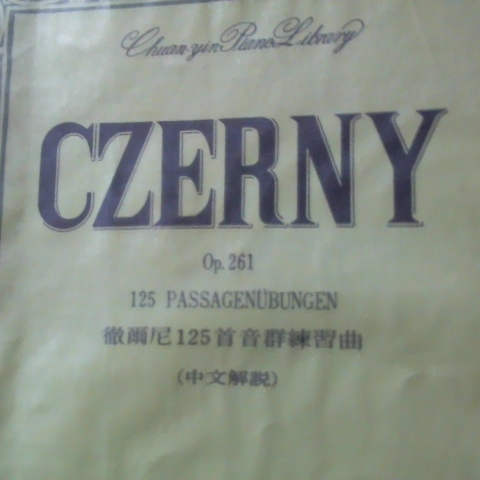 Chuan-yin Piano Library
CZERNY
Op. 261
125 PASSAGENÜBUNGEN
徹爾尼125首音群練習曲
(中文解説)